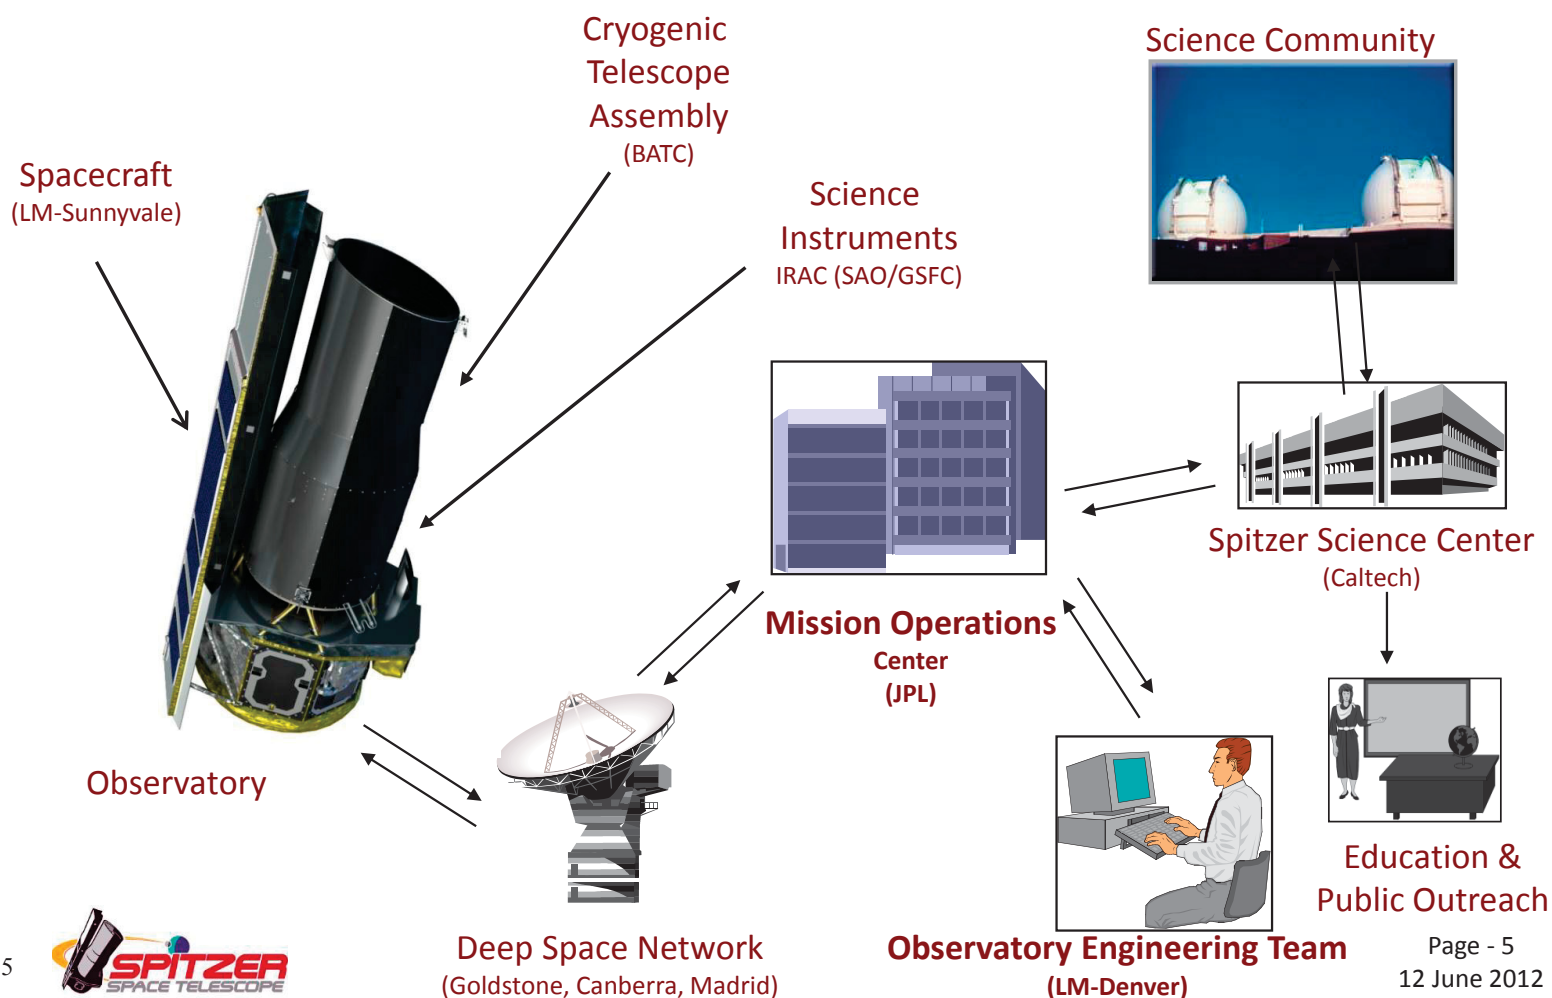 Cryogenic
Telescope
Assembly
(BATC)
Science Community
Spacecraft
(LM-Sunnyvale)
Science
Instruments
IRAC (SAO/GSFC)
Spitzer Science Center
(Caltech)
Mission Operations
Center
(JPL)
Observatory
Education &
Public Outreach
Deep Space Network
(Goldstone, Canberra, Madrid)
Observatory Engineering Team
(LM-Denver)
5
SPITZER
SPACE TELESCOPE
Page - 5
12 June 2012